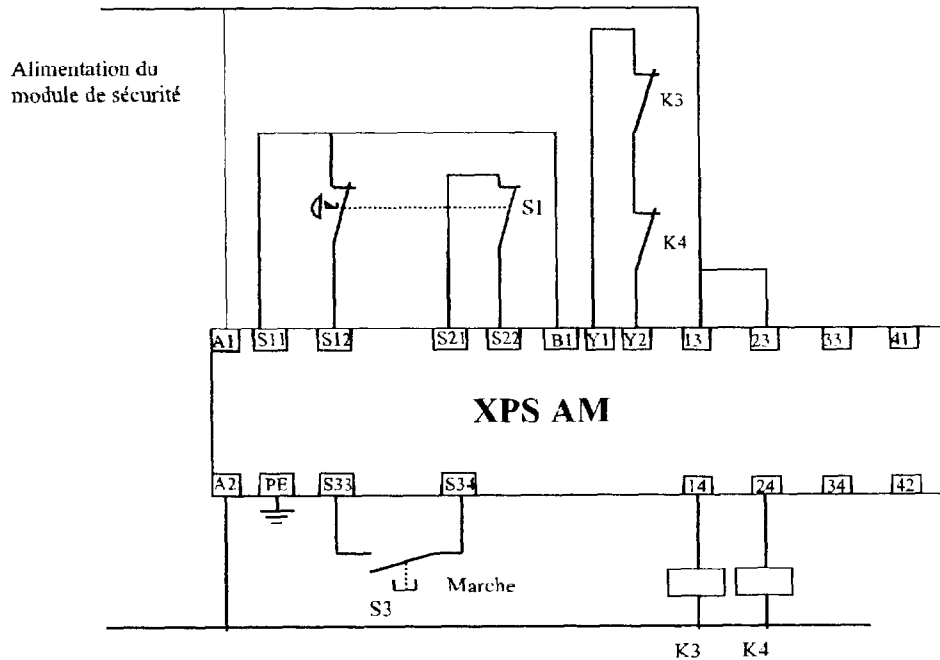 Alimentation du
module de sécurité
K3
S1
K4
A1 S11 S12 S21 S22 B1 Y1 Y2 13 23 33 41
XPS AM
A2 PE S33 S34 14 24 34 42
Marche
S3
K3 K4